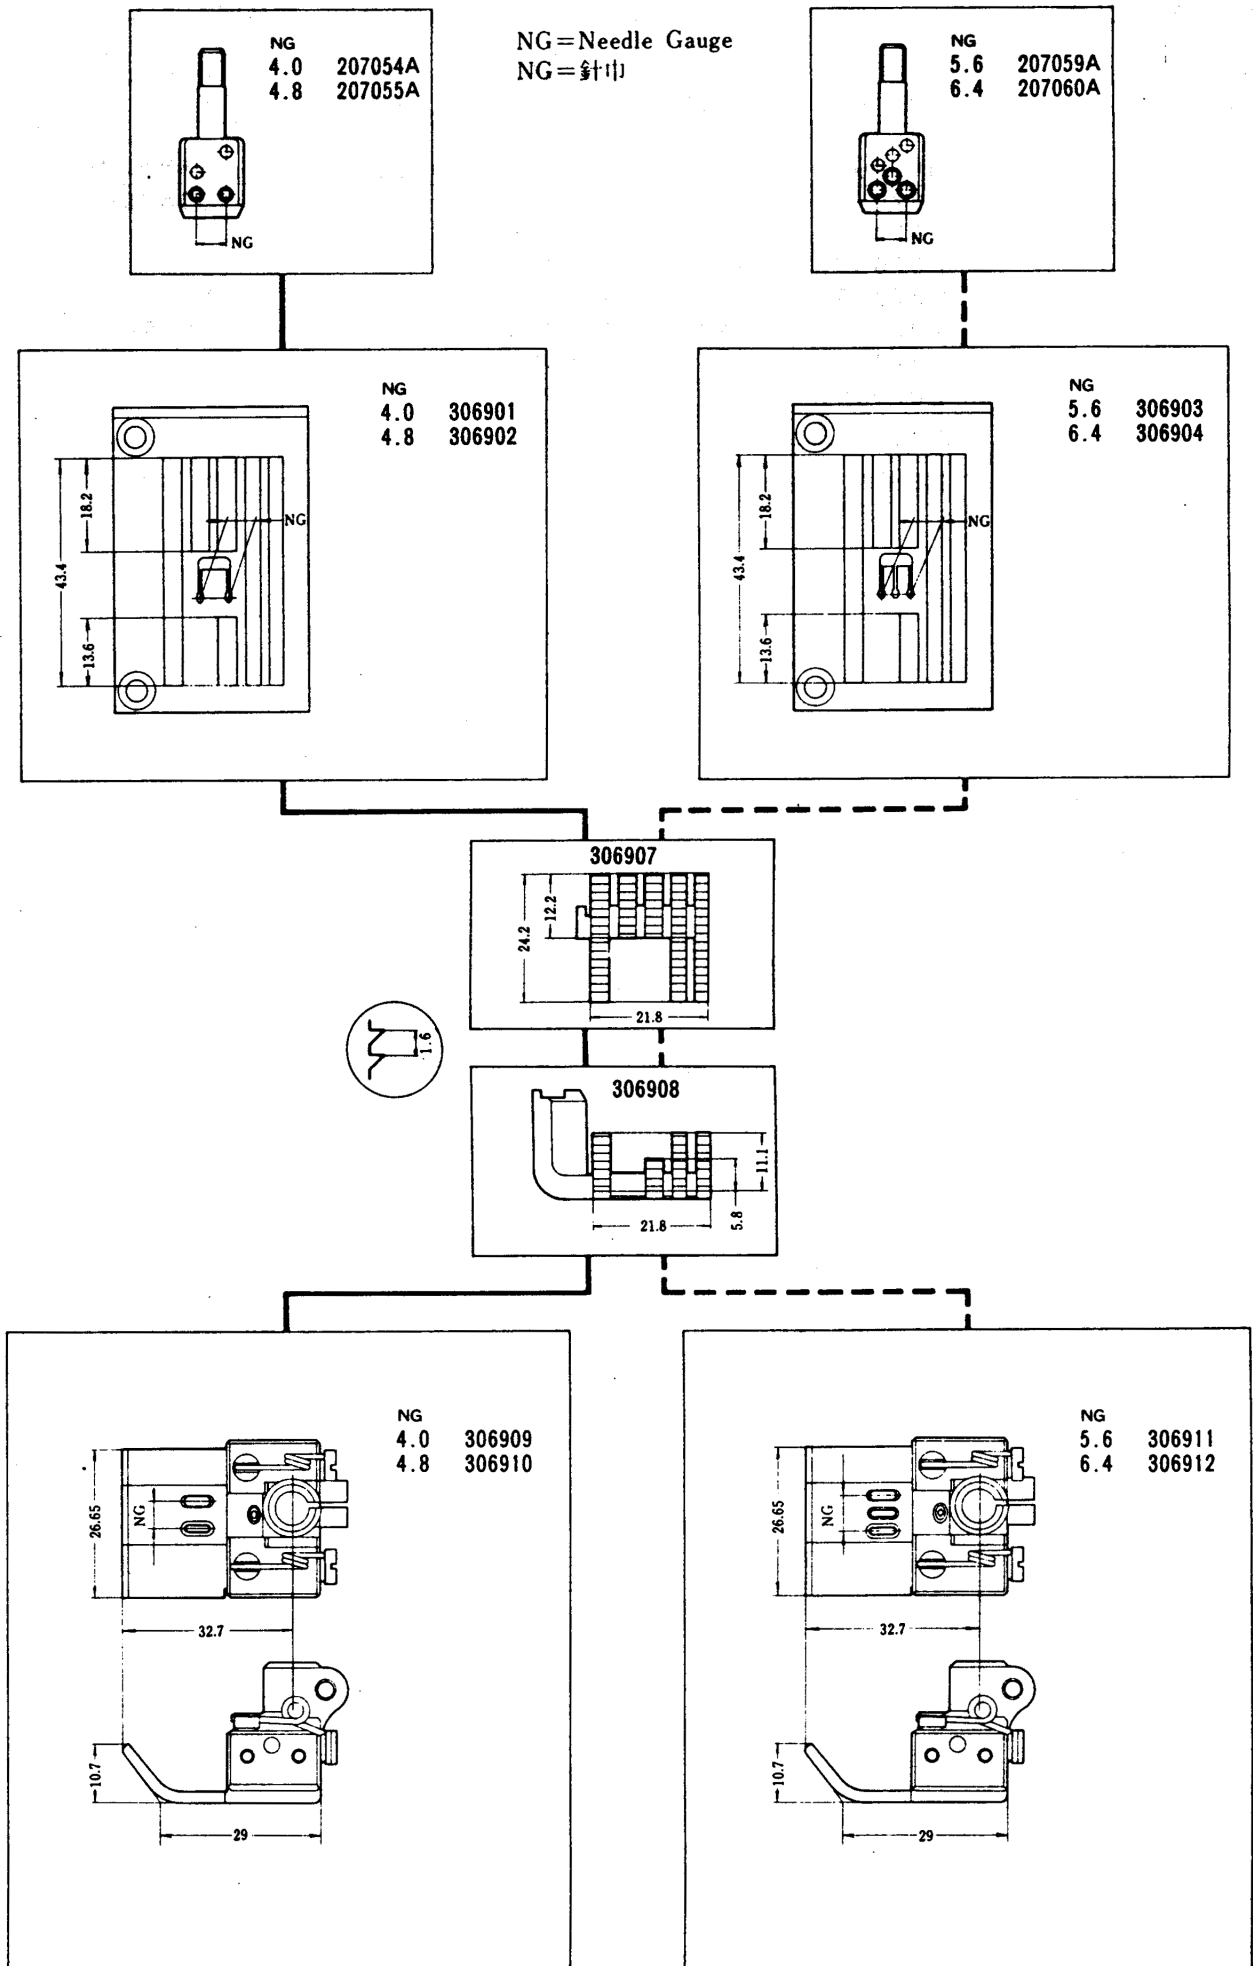 NG
4.0 207054A
4.8 207055A
NG
NG=Needle Gauge
NG=針巾
NG
5.6 207059A
6.4 207060A
NG
NG
4.0 306901
4.8 306902
43.4
18.2
13.6
NG
NG
5.6 306903
6.4 306904
43.4
18.2
13.6
NG
306907
24.2
12.2
21.8
1.6
306908
11.1
5.8
21.8
NG
4.0 306909
4.8 306910
26.65
NG
32.7
10.7
29
NG
5.6 306911
6.4 306912
26.65
NG
32.7
10.7
29